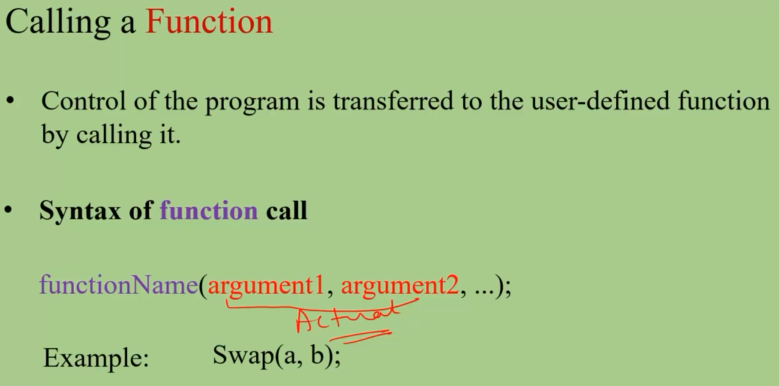 Calling a Function
• Control of the program is transferred to the user-defined function
by calling it.
• Syntax of function call
functionName(argument1, argument2, ...);
Actual
Example: Swap(a, b);